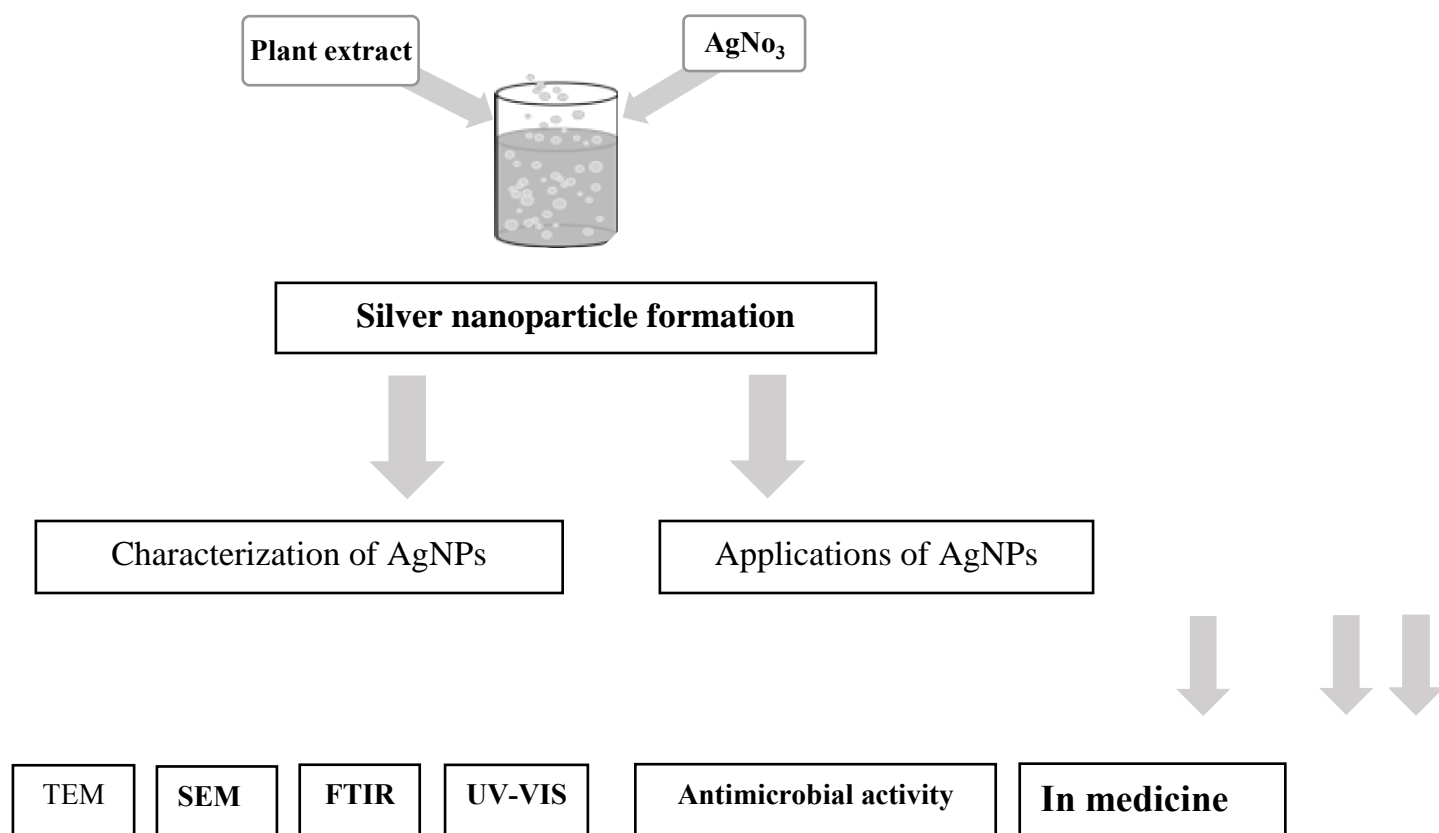 Plant extract
AgNo₃
Silver nanoparticle formation
Characterization of AgNPs
Applications of AgNPs
TEM
SEM
FTIR
UV-VIS
Antimicrobial activity
In medicine